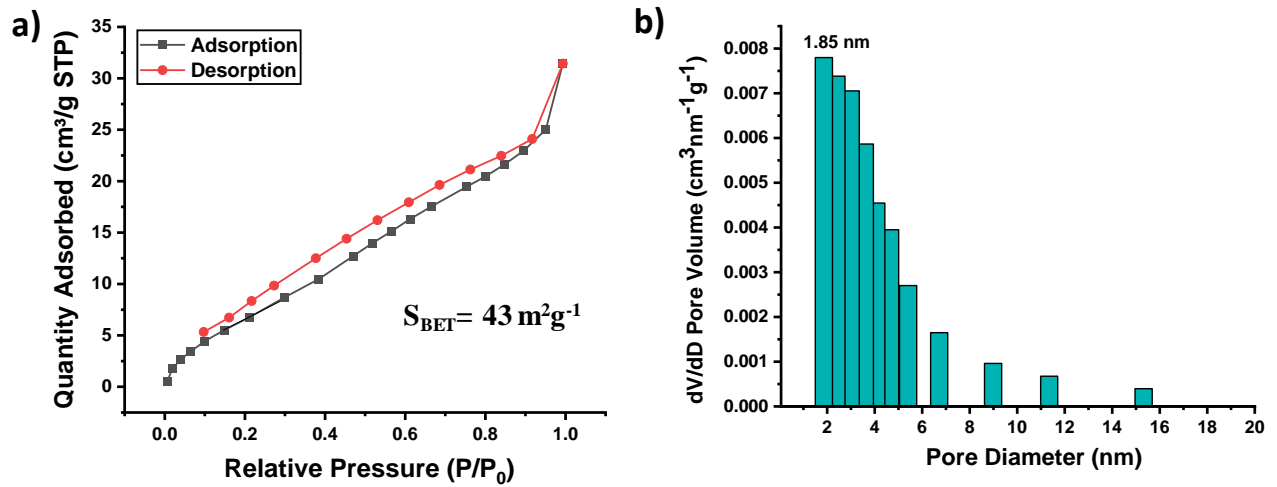 a)
Quantity Adsorbed (cm³/g STP)
35
30
25
20
15
10
5
0
Adsorption
Desorption
S_BET= 43 m²g⁻¹
0.0 0.2 0.4 0.6 0.8 1.0
Relative Pressure (P/P₀)
b)
dV/dD Pore Volume (cm³nm⁻¹g⁻¹)
0.008
0.007
0.006
0.005
0.004
0.003
0.002
0.001
0.000
1.85 nm
2 4 6 8 10 12 14 16 18 20
Pore Diameter (nm)